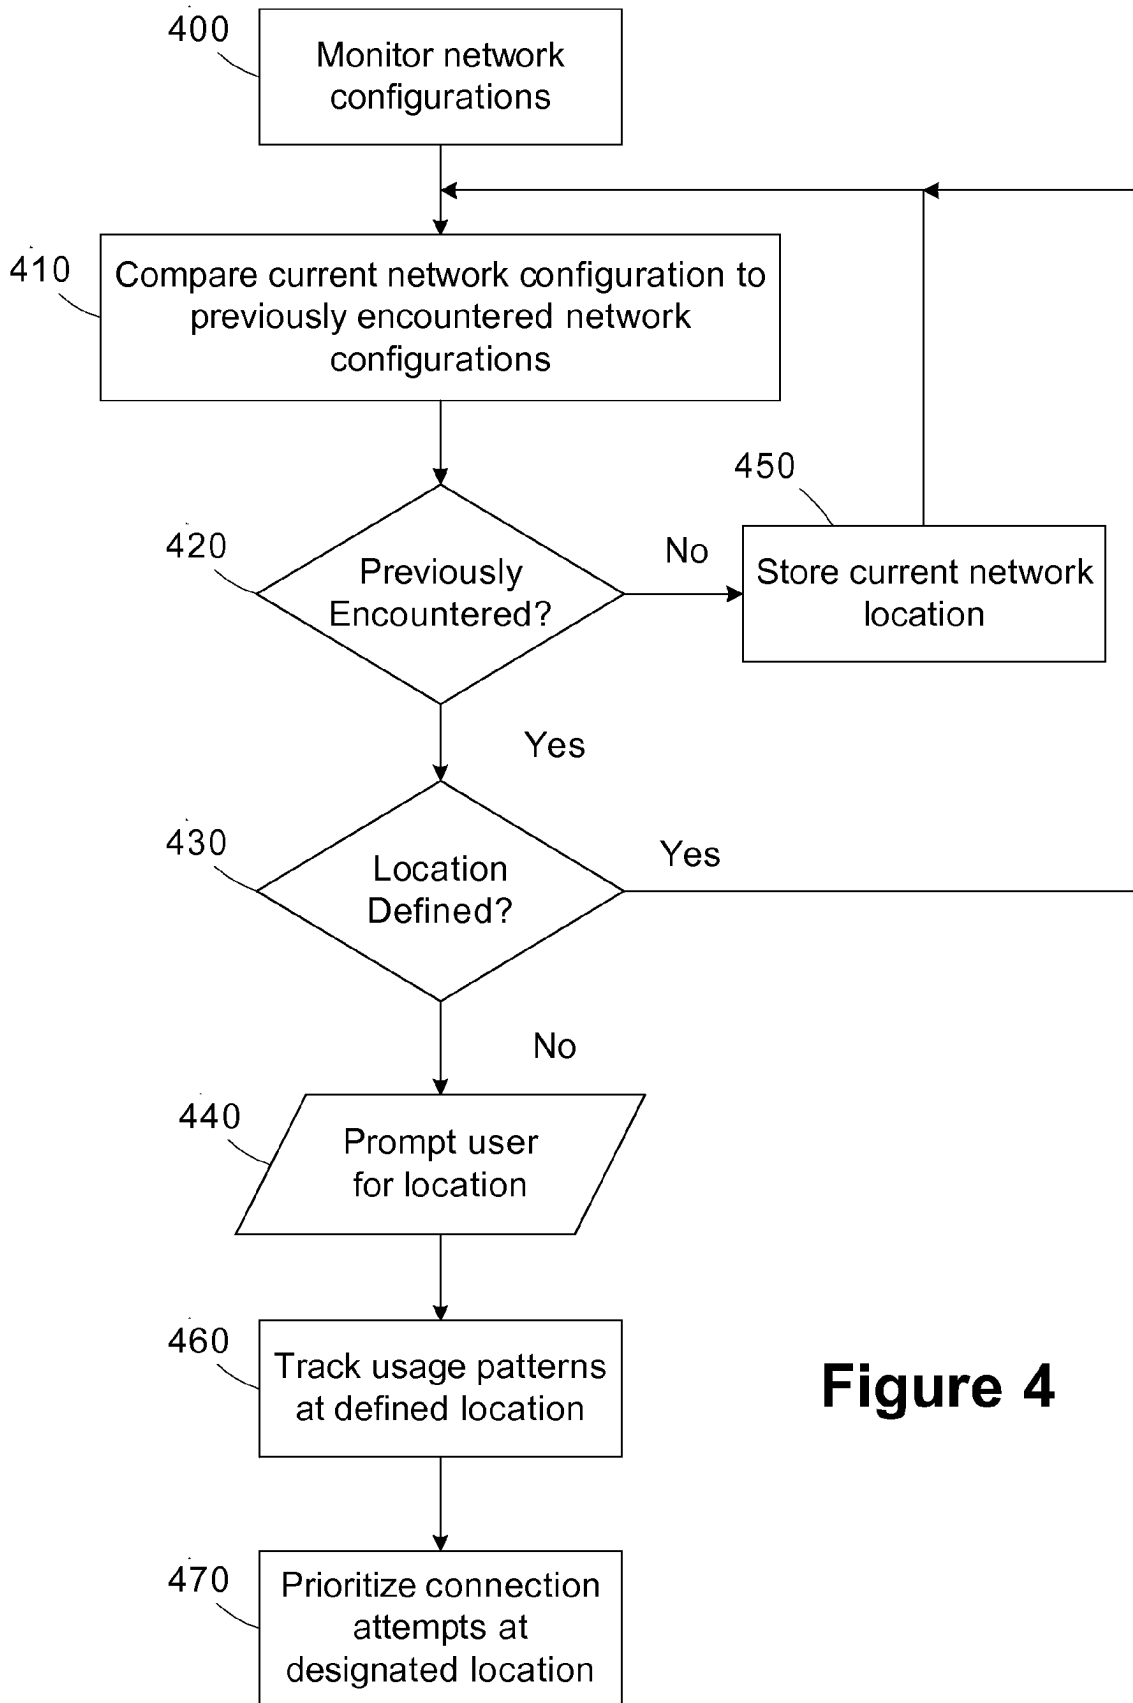 400
Monitor network
configurations
410
Compare current network configuration to
previously encountered network
configurations
450
420
Previously
Encountered?
No
Store current network
location
Yes
430
Location
Defined?
Yes
No
440
Prompt user
for location
460
Track usage patterns
at defined location
Figure 4
470
Prioritize connection
attempts at
designated location